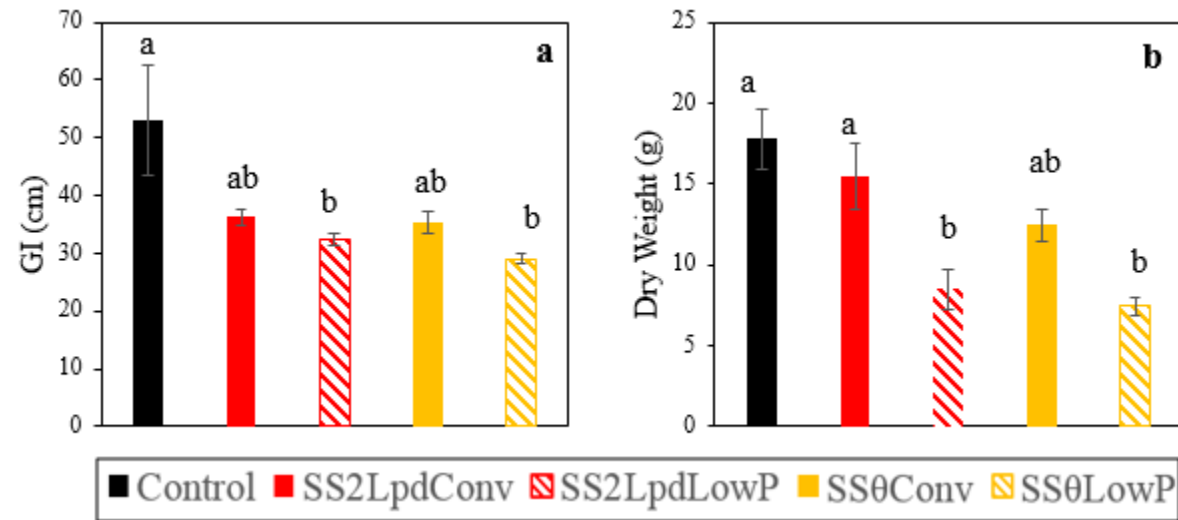 a
GI (cm)
70
60
50
40
30
20
10
0
a
ab
b
ab
b
b
Dry Weight (g)
25
20
15
10
5
0
a
a
b
ab
b
Control SS2LpdConv SS2LpdLowP SSθConv SSθLowP